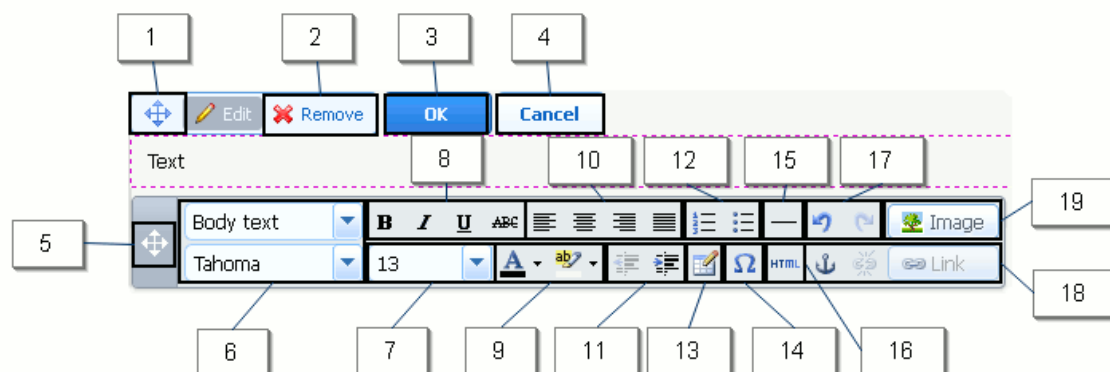 1 2 3 4
Edit Remove OK Cancel
Text
8 10 12 15 17
Body text B I U ABC Image
19
5
Tahoma 13 A ab Ω HTML Link
18
6 7 9 11 13 14 16